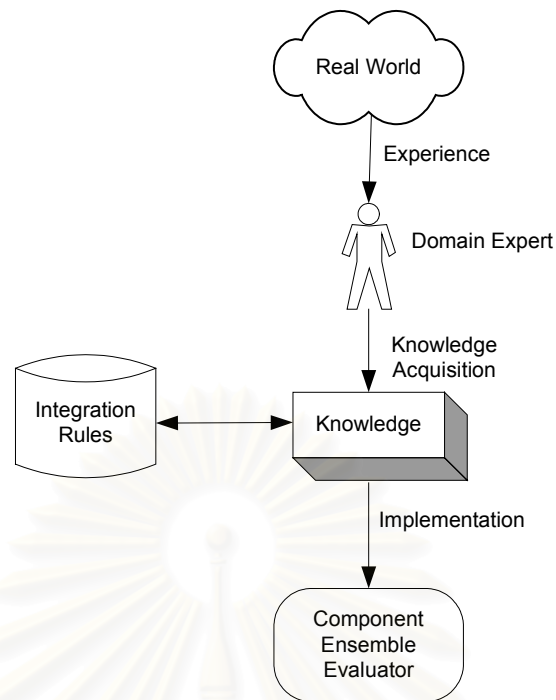 Real World
Experience
Domain Expert
Knowledge
Acquisition
Integration
Rules
Knowledge
Implementation
Component
Ensemble
Evaluator